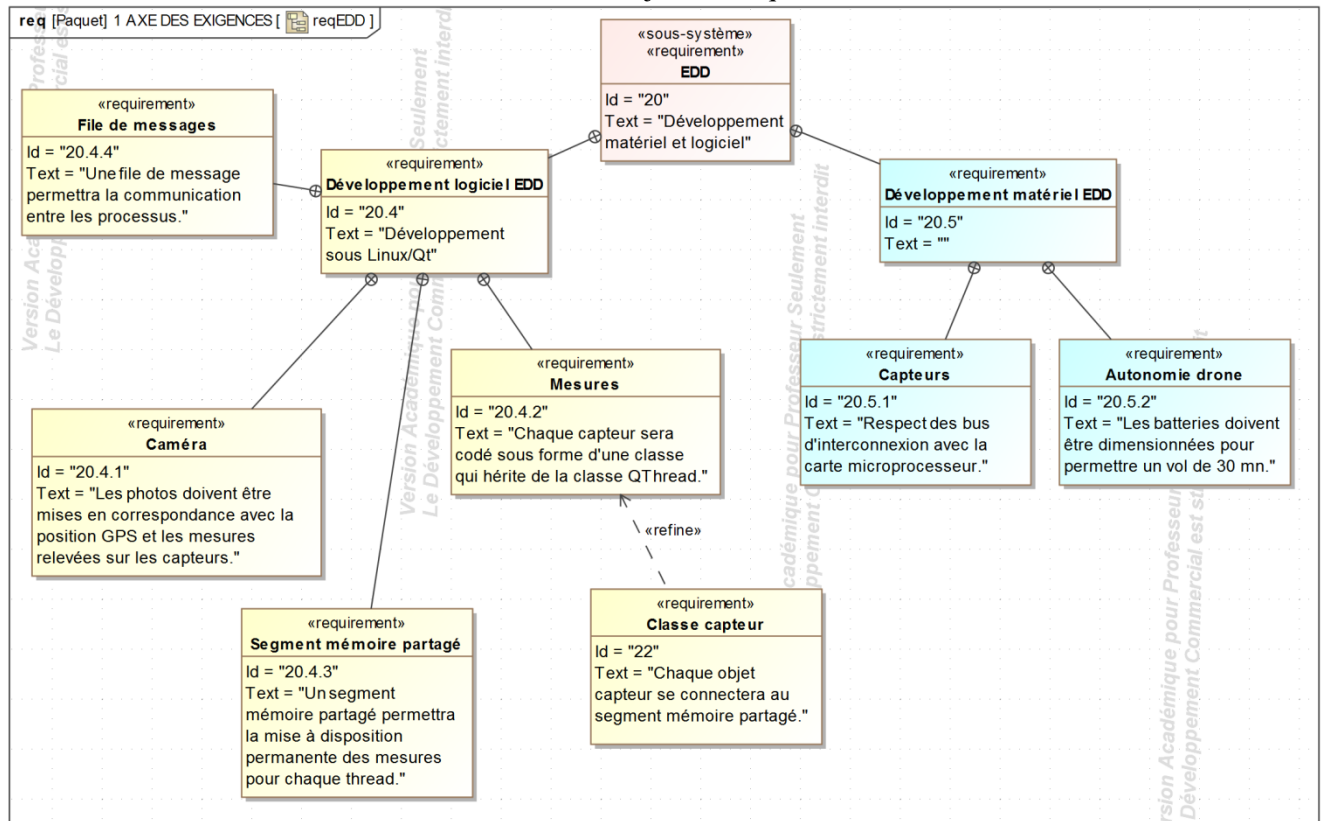 req [Paquet] 1 AXE DES EXIGENCES [ reqEDD ]
«sous-système»
«requirement»
EDD
Id = "20"
Text = "Développement
matériel et logiciel"
«requirement»
File de messages
Id = "20.4.4"
Text = "Une file de message
permettra la communication
entre les processus."
«requirement»
Développement logiciel EDD
Id = "20.4"
Text = "Développement
sous Linux/Qt"
«requirement»
Développement matériel EDD
Id = "20.5"
Text = ""
«requirement»
Mesures
Id = "20.4.2"
Text = "Chaque capteur sera
codé sous forme d'une classe
qui hérite de la classe QThread."
«requirement»
Capteurs
Id = "20.5.1"
Text = "Respect des bus
d'interconnexion avec la
carte microprocesseur."
«requirement»
Autonomie drone
Id = "20.5.2"
Text = "Les batteries doivent
être dimensionnées pour
permettre un vol de 30 mn."
«requirement»
Caméra
Id = "20.4.1"
Text = "Les photos doivent être
mises en correspondance avec la
position GPS et les mesures
relevées sur les capteurs."
«refine»
«requirement»
Segment mémoire partagé
Id = "20.4.3"
Text = "Un segment
mémoire partagé permettra
la mise à disposition
permanente des mesures
pour chaque thread."
«requirement»
Classe capteur
Id = "22"
Text = "Chaque objet
capteur se connectera au
segment mémoire partagé."